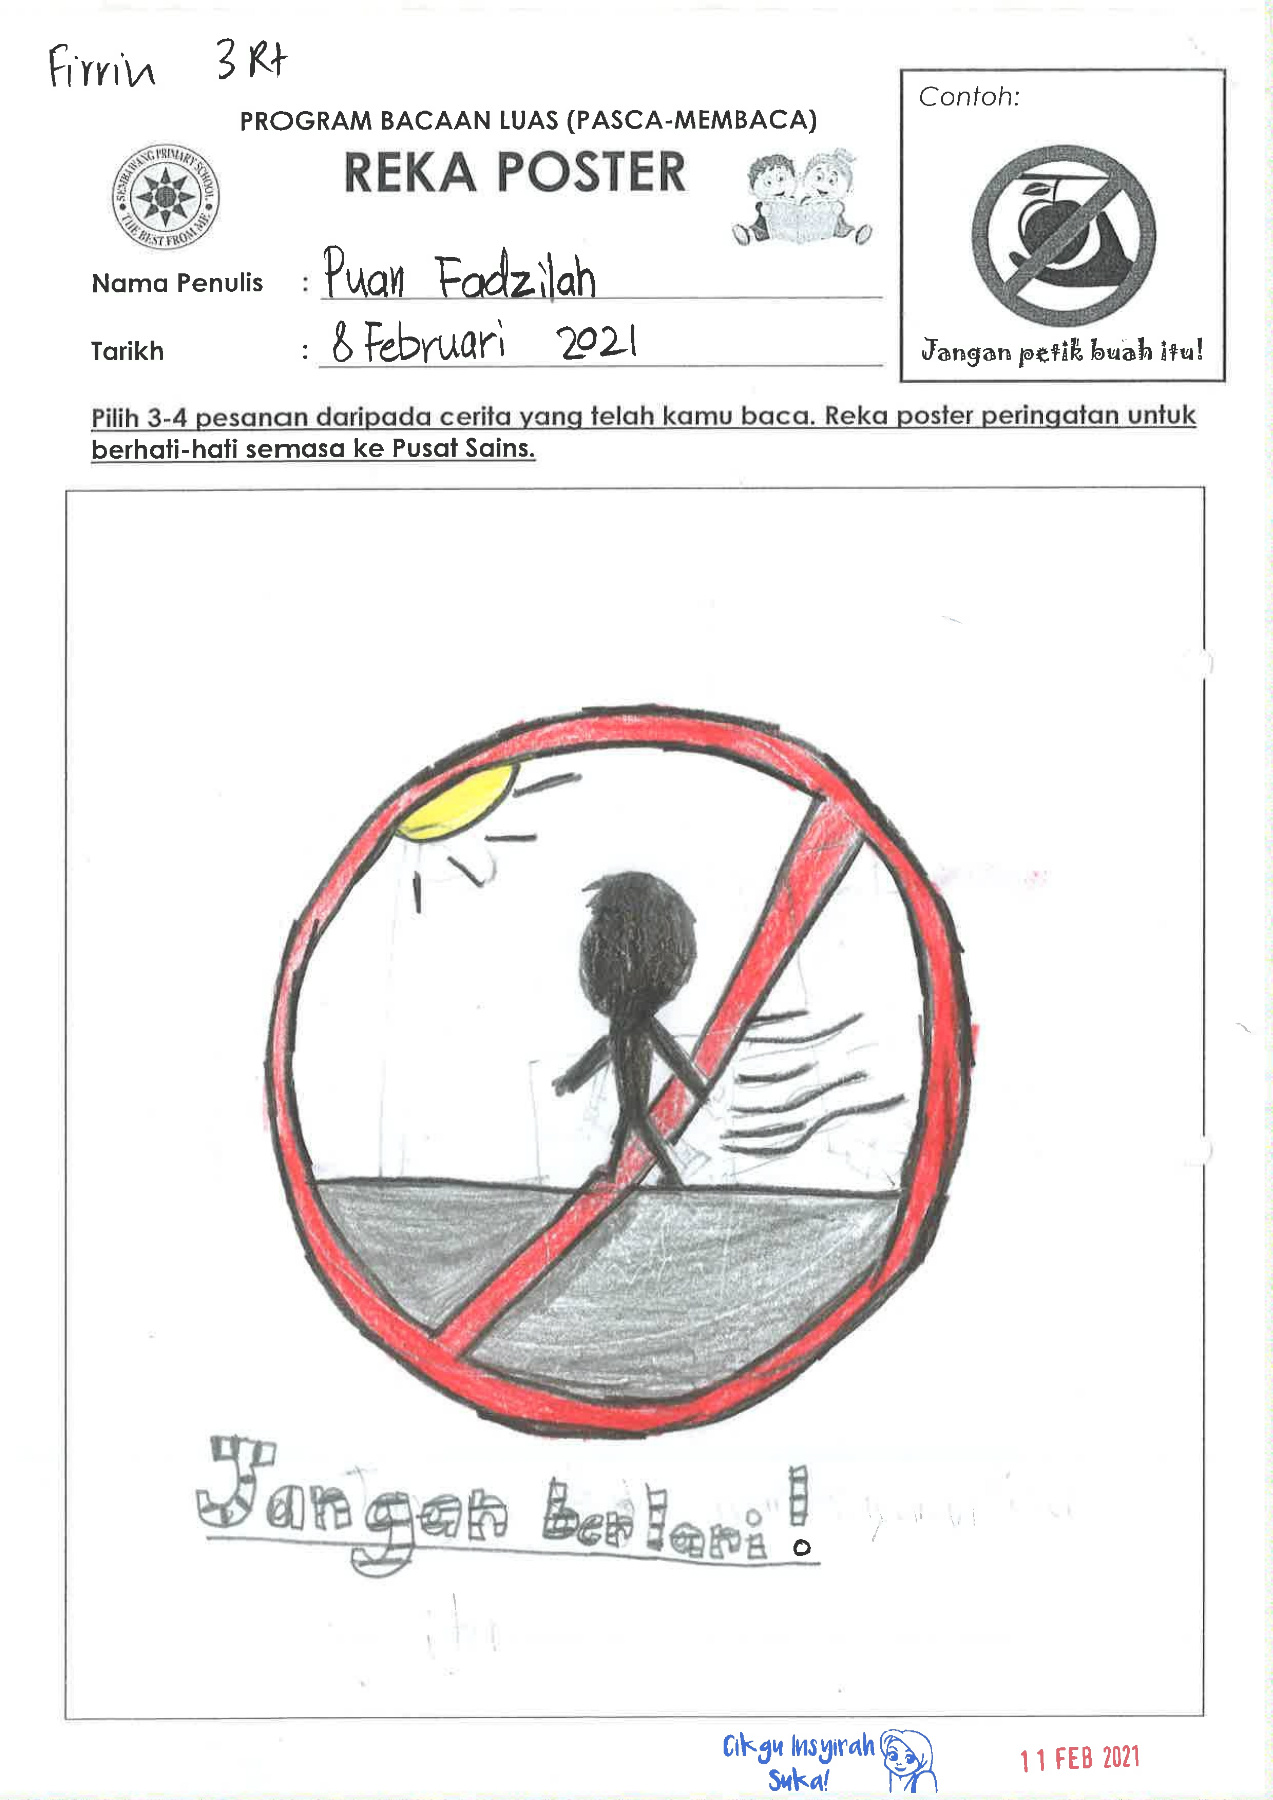 Firrin 3Rt
PROGRAM BACAAN LUAS (PASCA-MEMBACA)
REKA POSTER
SEMBAWANG PRIMARY SCHOOL
THE BEST FROM ME
Nama Penulis : Puan Fadzilah
Tarikh : 8 Februari 2021
Contoh:
Jangan petik buah itu!
Pilih 3-4 pesanan daripada cerita yang telah kamu baca. Reka poster peringatan untuk
berhati-hati semasa ke Pusat Sains.
Jangan berlari!
Cikgu Insyirah
Suka!
11 FEB 2021